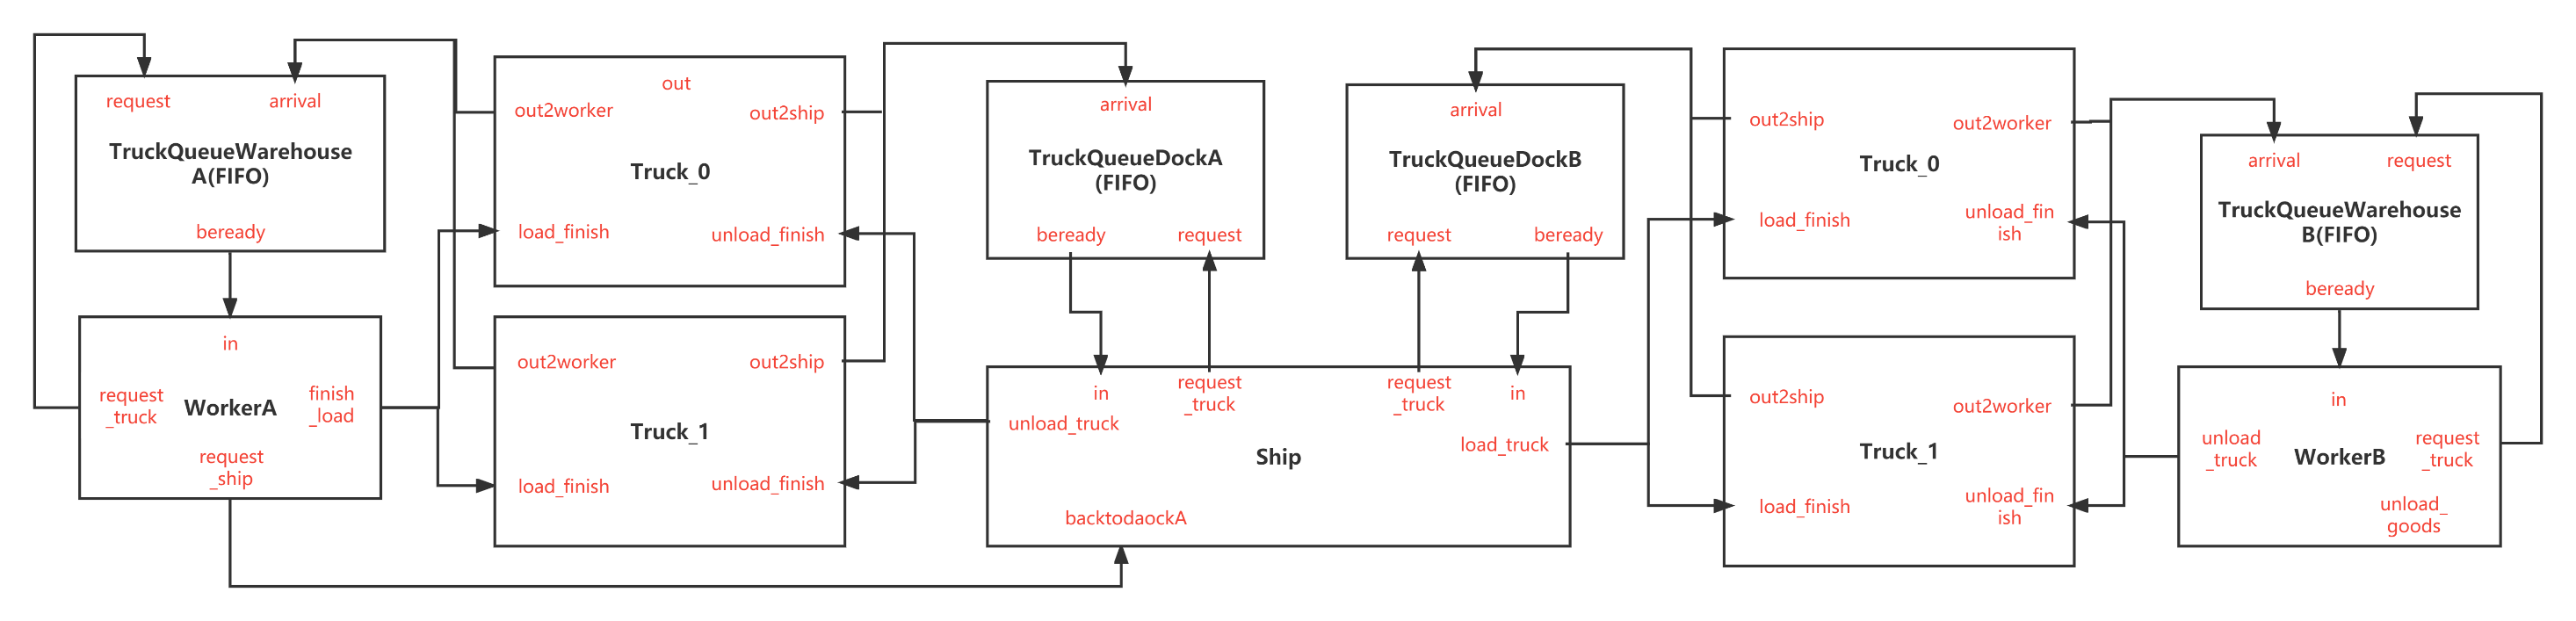 request
arrival
TruckQueueWarehouse
A(FIFO)
beready
in
request
_truck
WorkerA
finish
_load
request
_ship
out
out2worker
out2ship
Truck_0
load_finish
unload_finish
out2worker
out2ship
Truck_1
load_finish
unload_finish
arrival
TruckQueueDockA
(FIFO)
beready
request
arrival
TruckQueueDockB
(FIFO)
request
beready
in
request
_truck
request
_truck
in
unload_truck
load_truck
Ship
backtodaockA
out2ship
out2worker
Truck_0
load_finish
unload_fin
ish
out2ship
out2worker
Truck_1
load_finish
unload_fin
ish
arrival
request
TruckQueueWarehouse
B(FIFO)
beready
in
unload
_truck
WorkerB
request
_truck
unload_
goods